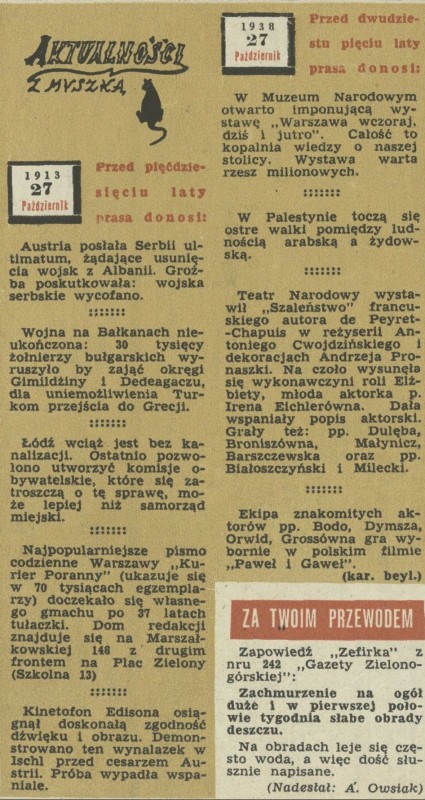 AKTUALNOŚCI
Z MYSZKĄ
1913
27
Październik
Przed pięćdzie-
sięciu laty
prasa donosi:
Austria posłała Serbii ul-
timatum, żądające usunię-
cia wojsk z Albanii. Groź-
ba poskutkowała: wojska
serbskie wycofano.
Wojna na Bałkanach nie-
ukończona: 30 tysięcy
żołnierzy bułgarskich wy-
ruszyło by zająć okręgi
Gimildżiny i Dedeagaczu,
dla uniemożliwienia Tur-
kom przejścia do Grecji.
Łódź wciąż jest bez ka-
nalizacji. Ostatnio pozwo-
lono utworzyć komisje o-
bywatelskie, które się za-
troszczą o tę sprawę, mo-
że lepiej niż samorząd
miejski.
Najpopularniejsze pismo
codzienne Warszawy „Ku-
rier Poranny" (ukazuje się
w 70 tysiącach egzempla-
rzy) doczekało się własne-
go gmachu po 37 latach
tułaczki. Dom redakcji
znajduje się na Marszał-
kowskiej 148 z drugim
frontem na Plac Zielony
(Szkolna 13)
Kinetofon Edisona osią-
gnął doskonałą zgodność
dźwięku i obrazu. Demon-
strowano ten wynalazek w
Ischl przed cesarzem Au-
strii. Próba wypadła wspa-
niale.
1938
27
Październik
Przed dwudzie-
stu pięciu laty
prasa donosi:
W Muzeum Narodowym
otwarto imponującą wy-
stawę „Warszawa wczoraj,
dziś i jutro". Całość to
kopalnia wiedzy o naszej
stolicy. Wystawa warta
rzesz milionowych.
W Palestynie toczą się
ostre walki pomiędzy lud-
nością arabską a żydow-
ską.
Teatr Narodowy wysta-
wił „Szaleństwo" francu-
skiego autora de Peyret-
-Chapuis w reżyserii An-
toniego Cwojdzińskiego i
dekoracjach Andrzeja Pro-
naszki. Na czoło wysunęła
się wykonawczyni roli Elż-
biety, młoda aktorka p.
Irena Eichlerówna. Dała
wspaniały popis aktorski.
Grały też: pp. Dulęba,
Broniszówna, Małynicz,
Barszczewska oraz pp.
Białoszczyński i Milecki.
Ekipa znakomitych ak-
torów pp. Bodo, Dymsza,
Orwid, Grossówna gra wy-
bornie w polskim filmie
„Paweł i Gaweł".
(kar. beyl.)
ZA TWOIM PRZEWODEM
Zapowiedź „Zefirka" z
nru 242 „Gazety Zielono-
górskiej":
Zachmurzenie na ogół
duże i w pierwszej poło-
wie tygodnia słabe obrady
deszczu.
Na obradach leje się czę-
sto woda, a więc dość słu-
sznie napisane.
(Nadesłał: A. Owsiak)